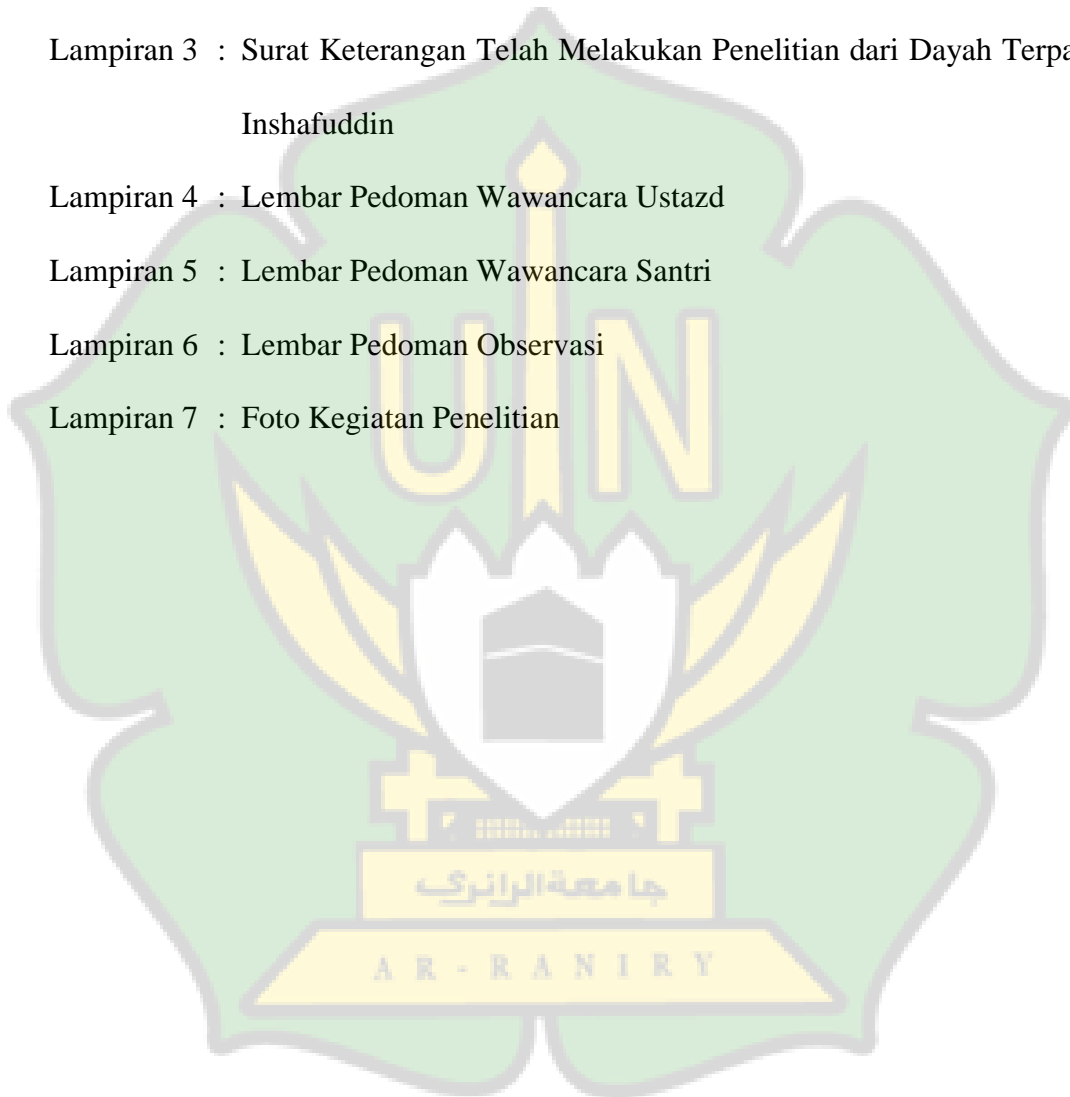 Lampiran 3 : Surat Keterangan Telah Melakukan Penelitian dari Dayah Terpa
Inshafuddin
Lampiran 4 : Lembar Pedoman Wawancara Ustazd
Lampiran 5 : Lembar Pedoman Wawancara Santri
Lampiran 6 : Lembar Pedoman Observasi
Lampiran 7 : Foto Kegiatan Penelitian
UIN
جامعة الرانري
AR-RANIRY